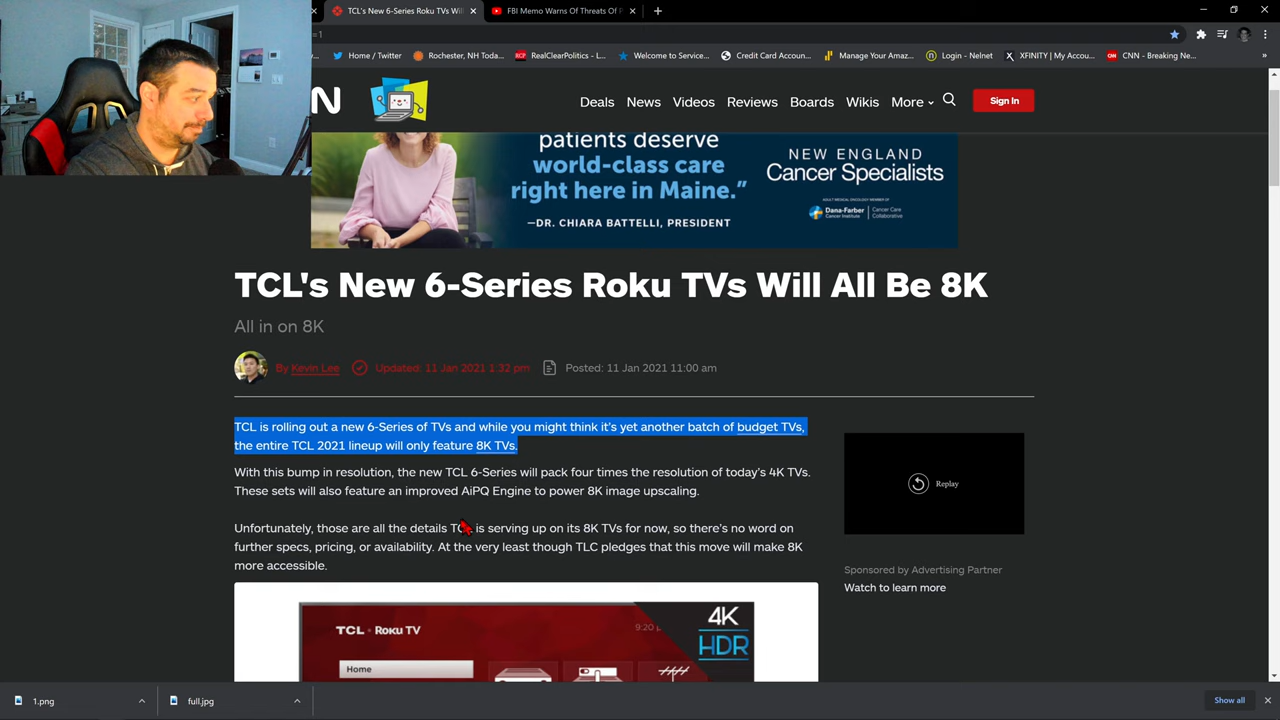 TCL's New 6-Series Roku TVs Wil
FBI Memo Warns Of Threats Of P
=1
Home / Twitter
Rochester, NH Toda...
RealClearPolitics - L...
Welcome to Service...
Credit Card Accoun...
Manage Your Amaz...
Login - Nelnet
XFINITY | My Accou...
CNN - Breaking Ne...
»
N
Deals
News
Videos
Reviews
Boards
Wikis
More
Sign In
patients deserve
world-class care
right here in Maine."
—DR. CHIARA BATTELLI, PRESIDENT
NEW ENGLAND
Cancer Specialists
Dana-Farber
Cancer Institute
Cancer Care
Collaborative
TCL's New 6-Series Roku TVs Will All Be 8K
All in on 8K
By Kevin Lee
Updated: 11 Jan 2021 1:32 pm
Posted: 11 Jan 2021 11:00 am
TCL is rolling out a new 6-Series of TVs and while you might think it's yet another batch of budget TVs,
the entire TCL 2021 lineup will only feature 8K TVs.
With this bump in resolution, the new TCL 6-Series will pack four times the resolution of today's 4K TVs.
These sets will also feature an improved AiPQ Engine to power 8K image upscaling.
Unfortunately, those are all the details TCL is serving up on its 8K TVs for now, so there's no word on
further specs, pricing, or availability. At the very least though TLC pledges that this move will make 8K
more accessible.
Replay
Sponsored by Advertising Partner
Watch to learn more
TCL • Roku TV
9:20 p
4K
HDR
Home
1.png
full.jpg
Show all